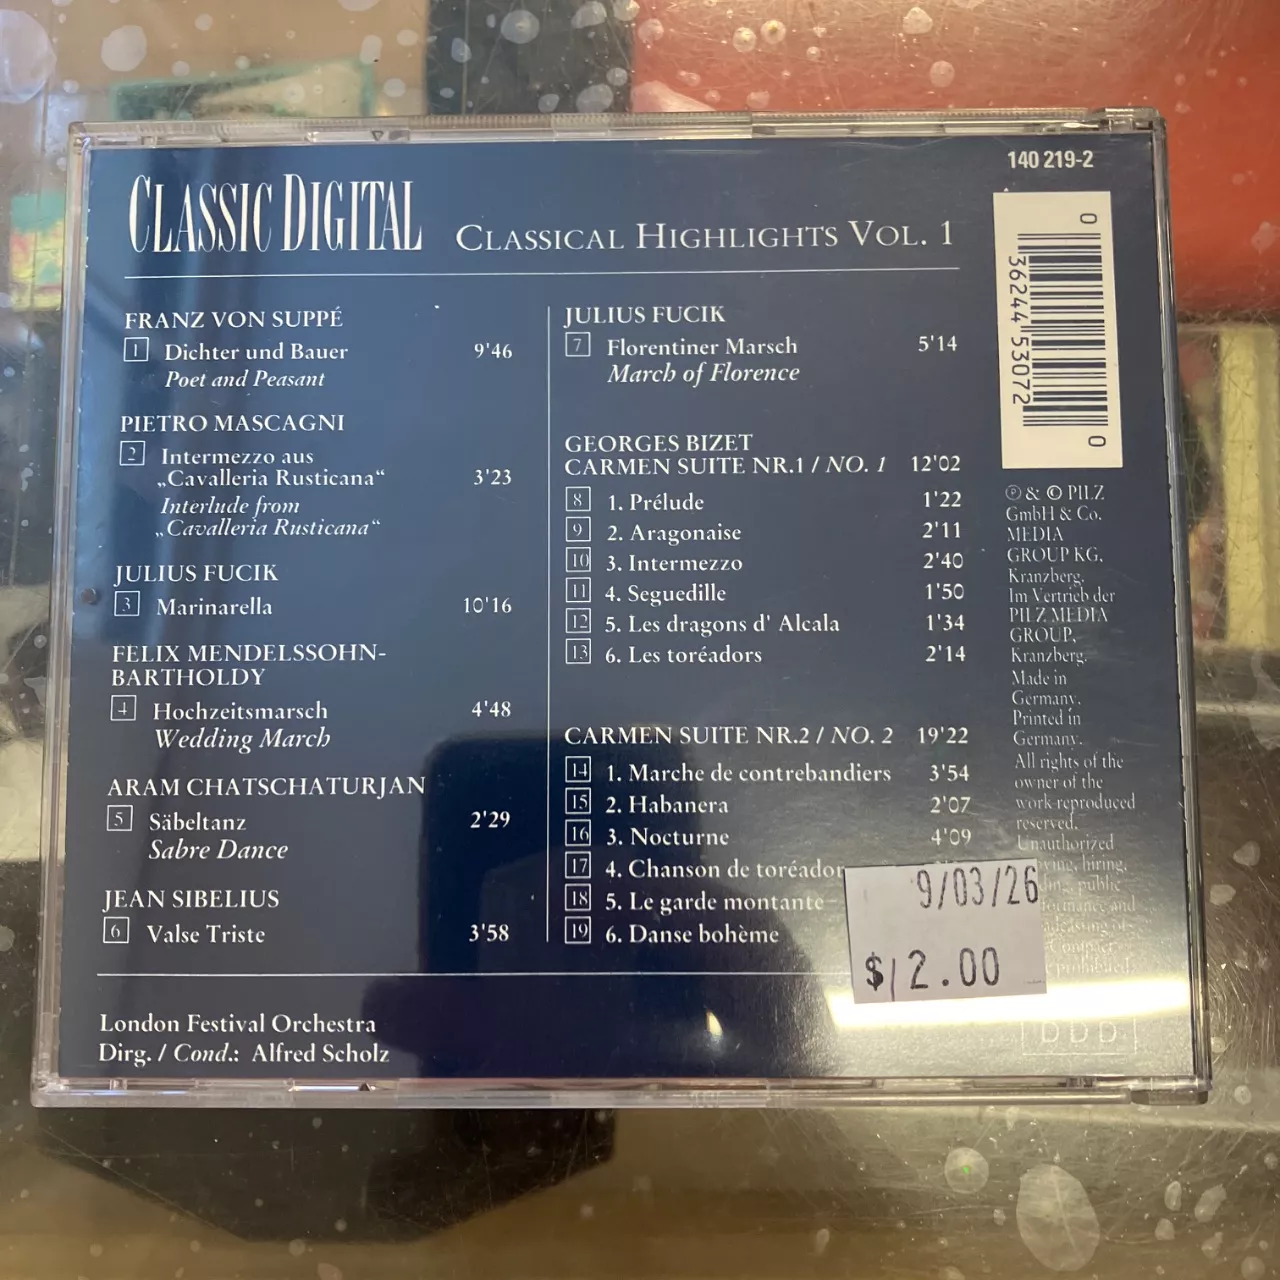 140 219-2
CLASSIC DIGITAL
CLASSICAL HIGHLIGHTS VOL. 1
FRANZ VON SUPPÉ
1 Dichter und Bauer 9'46
Poet and Peasant
PIETRO MASCAGNI
2 Intermezzo aus
„Cavalleria Rusticana“ 3'23
Interlude from
„Cavalleria Rusticana“
JULIUS FUCIK
3 Marinarella 10'16
FELIX MENDELSSOHN-
BARTHOLDY
4 Hochzeitsmarsch 4'48
Wedding March
ARAM CHATSCHATURJAN
5 Säbeltanz 2'29
Sabre Dance
JEAN SIBELIUS
6 Valse Triste 3'58
JULIUS FUCIK
7 Florentiner Marsch 5'14
March of Florence
GEORGES BIZET
CARMEN SUITE NR.1 / NO. 1 12'02
8 1. Prélude 1'22
9 2. Aragonaise 2'11
10 3. Intermezzo 2'40
11 4. Seguedille 1'50
12 5. Les dragons d' Alcala 1'34
13 6. Les toréadors 2'14
CARMEN SUITE NR.2 / NO. 2 19'22
14 1. Marche de contrebandiers 3'54
15 2. Habanera 2'07
16 3. Nocturne 4'09
17 4. Chanson de toréador
18 5. Le garde montante
19 6. Danse bohème
London Festival Orchestra
Dirg. / Cond.: Alfred Scholz
0 36244 53072 0
℗ & © PILZ
GmbH & Co.
MEDIA
GROUP KG,
Kranzberg.
Im Vertrieb der
PILZ MEDIA
GROUP,
Kranzberg.
Made in
Germany.
Printed in
Germany.
All rights of the
owner of the
work reproduced
reserved.
Unauthorized
hiring,
public
and
of
Compact
prohibited.
9/03/26
$12.00
DDD